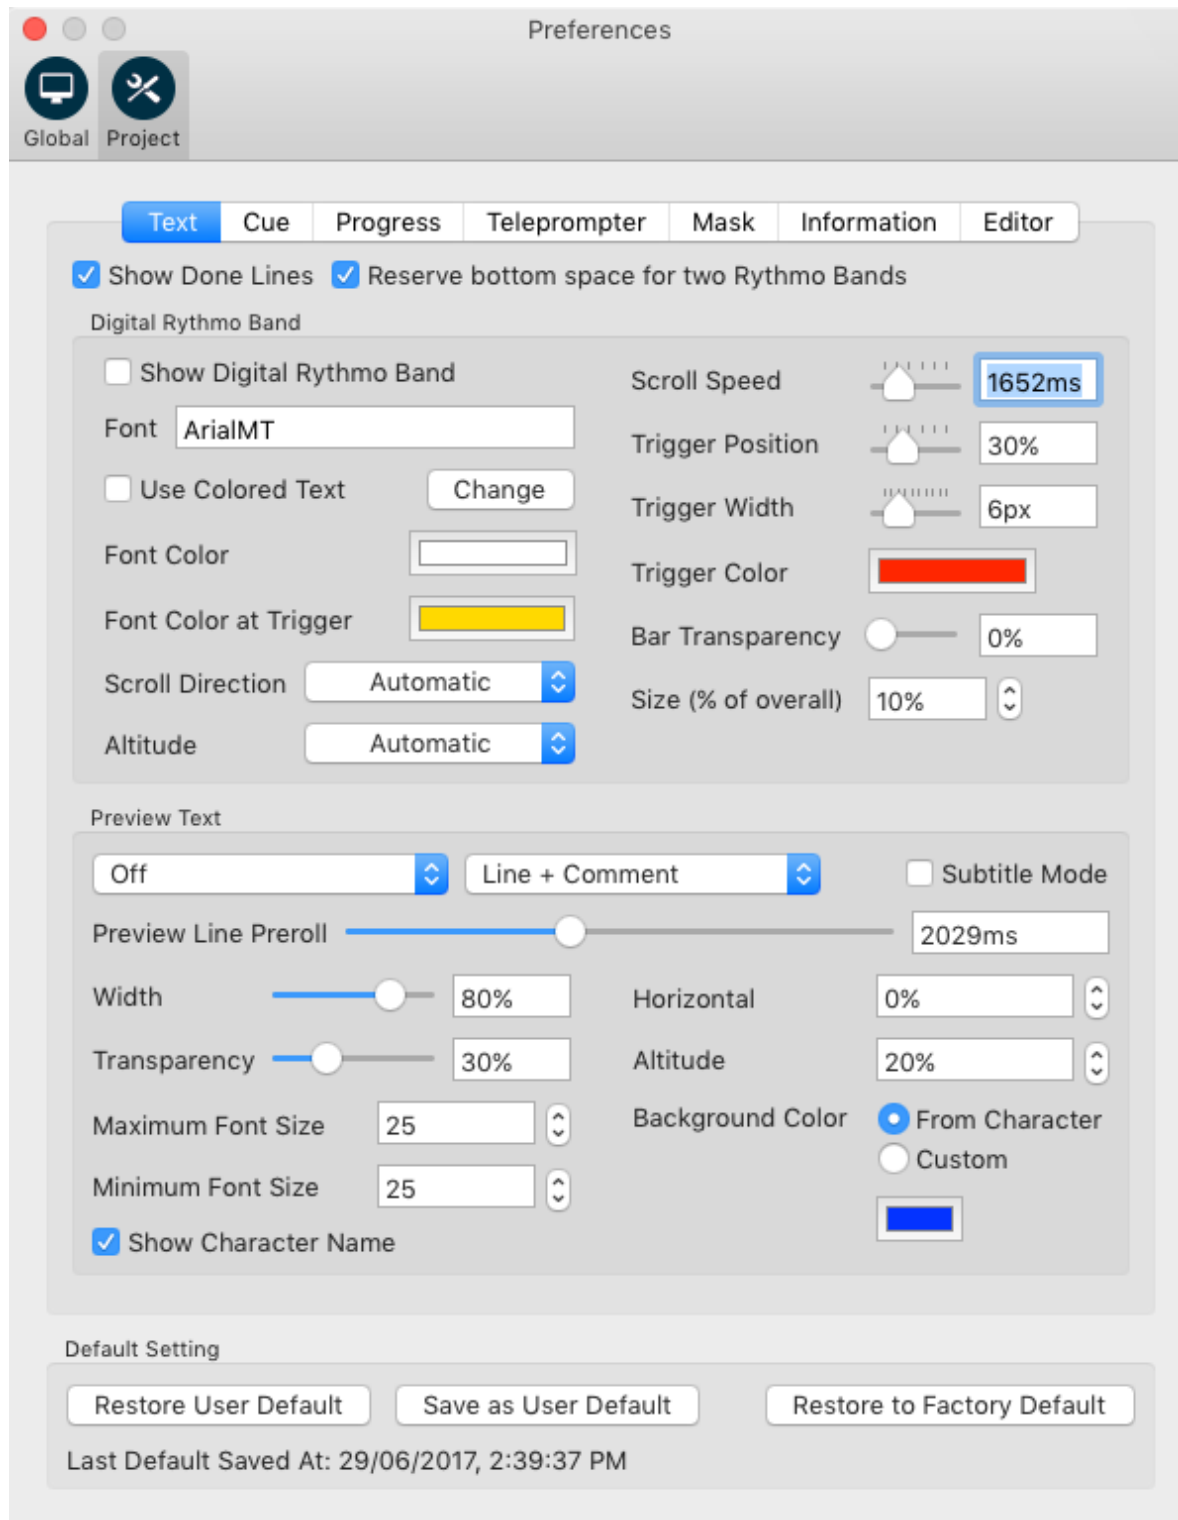 Preferences
Global Project
Text Cue Progress Teleprompter Mask Information Editor
Show Done Lines Reserve bottom space for two Rythmo Bands
Digital Rythmo Band
Show Digital Rythmo Band
Font ArialMT
Use Colored Text Change
Font Color
Font Color at Trigger
Scroll Direction Automatic
Altitude Automatic
Scroll Speed 1652ms
Trigger Position 30%
Trigger Width 6px
Trigger Color
Bar Transparency 0%
Size (% of overall) 10%
Preview Text
Off Line + Comment Subtitle Mode
Preview Line Preroll 2029ms
Width 80%
Transparency 30%
Maximum Font Size 25
Minimum Font Size 25
Show Character Name
Horizontal 0%
Altitude 20%
Background Color From Character
Custom
Default Setting
Restore User Default Save as User Default Restore to Factory Default
Last Default Saved At: 29/06/2017, 2:39:37 PM